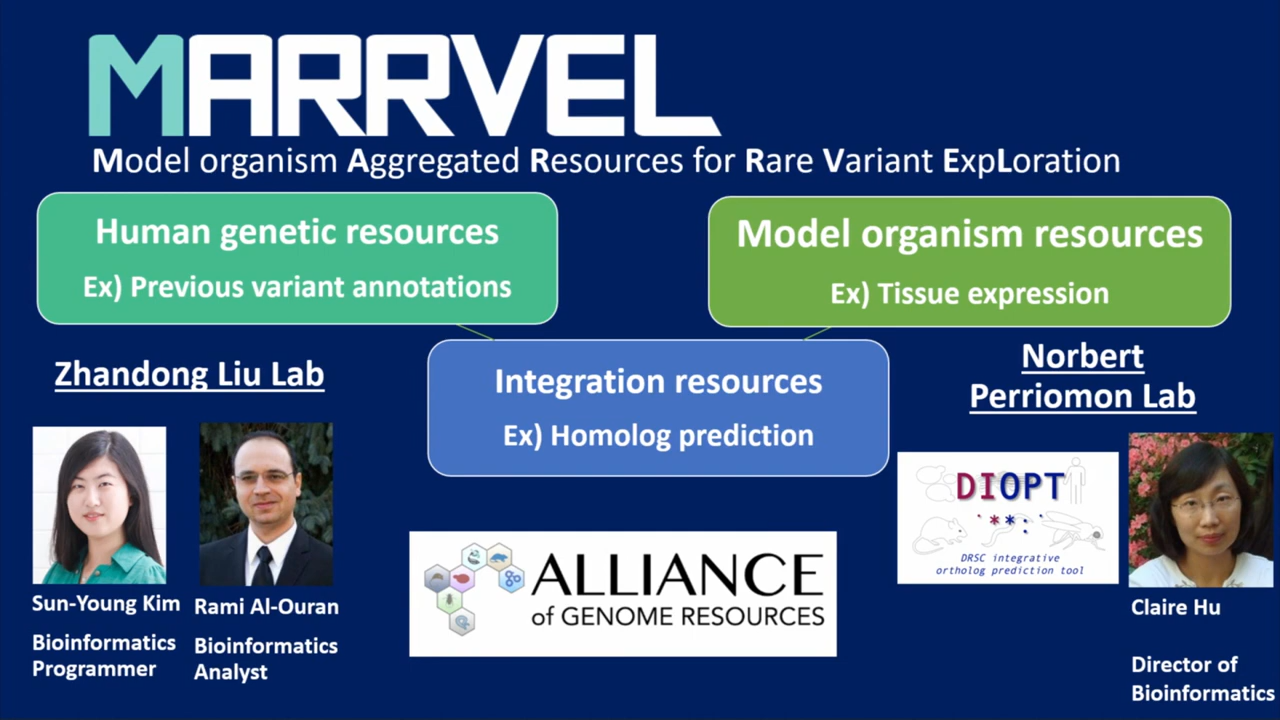 MARRVEL
Model organism Aggregated Resources for Rare Variant ExpLoration
Human genetic resources
Ex) Previous variant annotations
Model organism resources
Ex) Tissue expression
Integration resources
Ex) Homolog prediction
Zhandong Liu Lab
Norbert
Perriomon Lab
Sun-Young Kim
Bioinformatics
Programmer
Rami Al-Ouran
Bioinformatics
Analyst
ALLIANCE
of GENOME RESOURCES
DIOPT
DRSC integrative
ortholog prediction tool
Claire Hu
Director of
Bioinformatics